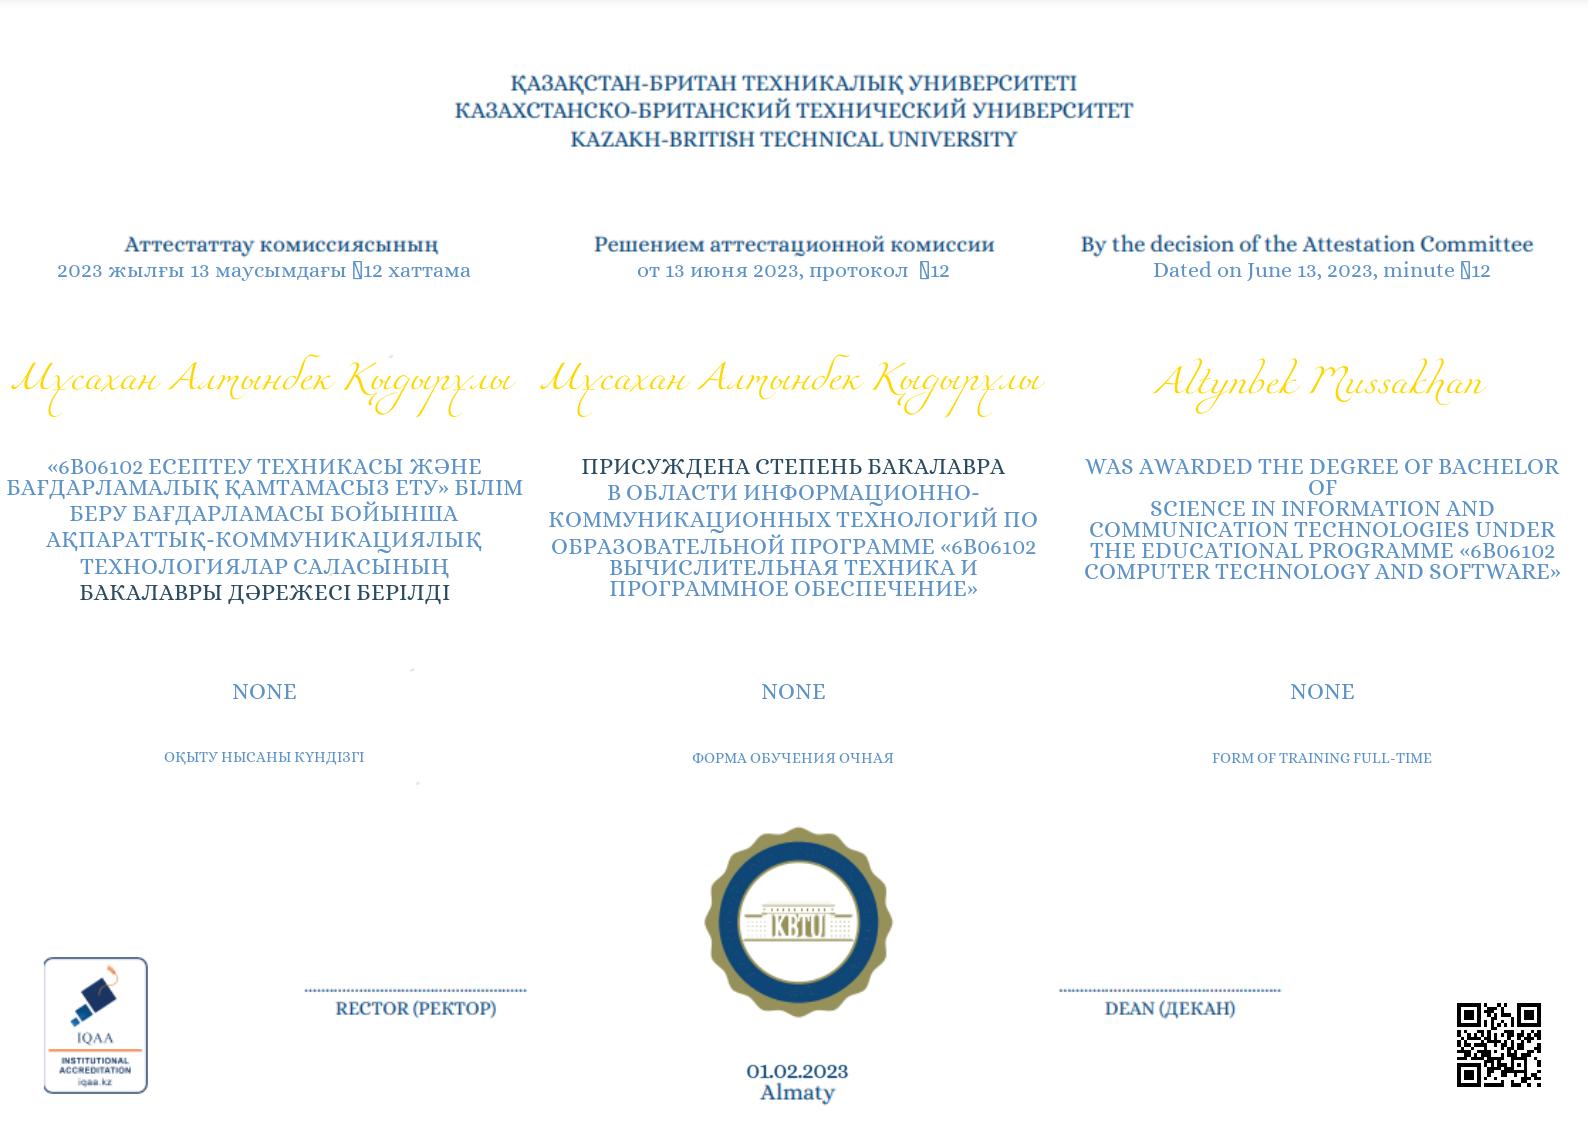 ҚАЗАҚСТАН-БРИТАН ТЕХНИКАЛЫҚ УНИВЕРСИТЕТІ
КАЗАХСТАНСКО-БРИТАНСКИЙ ТЕХНИЧЕСКИЙ УНИВЕРСИТЕТ
KAZAKH-BRITISH TECHNICAL UNIVERSITY
Аттестаттау комиссиясының
2023 жылғы 13 маусымдағы 12 хаттама
Решением аттестационной комиссии
от 13 июня 2023, протокол 12
By the decision of the Attestation Committee
Dated on June 13, 2023, minute 12
Мұсахан Алтынбек Қыдырұлы
Мұсахан Алтынбек Қыдырұлы
Altynbek Mussakhan
«6B06102 ЕСЕПТЕУ ТЕХНИКАСЫ ЖӘНЕ
БАҒДАРЛАМАЛЫҚ ҚАМТАМАСЫЗ ЕТУ» БІЛІМ
БЕРУ БАҒДАРЛАМАСЫ БОЙЫНША
АҚПАРАТТЫҚ-КОММУНИКАЦИЯЛЫҚ
ТЕХНОЛОГИЯЛАР САЛАСЫНЫҢ
БАКАЛАВРЫ ДӘРЕЖЕСІ БЕРІЛДІ
ПРИСУЖДЕНА СТЕПЕНЬ БАКАЛАВРА
В ОБЛАСТИ ИНФОРМАЦИОННО-
КОММУНИКАЦИОННЫХ ТЕХНОЛОГИЙ ПО
ОБРАЗОВАТЕЛЬНОЙ ПРОГРАММЕ «6B06102
ВЫЧИСЛИТЕЛЬНАЯ ТЕХНИКА И
ПРОГРАММНОЕ ОБЕСПЕЧЕНИЕ»
WAS AWARDED THE DEGREE OF BACHELOR
OF
SCIENCE IN INFORMATION AND
COMMUNICATION TECHNOLOGIES UNDER
THE EDUCATIONAL PROGRAMME «6B06102
COMPUTER TECHNOLOGY AND SOFTWARE»
NONE
NONE
NONE
ОҚЫТУ НЫСАНЫ КҮНДІЗГІ
ФОРМА ОБУЧЕНИЯ ОЧНАЯ
FORM OF TRAINING FULL-TIME
KBTU
IQAA
INSTITUTIONAL
ACCREDITATION
iqaa.kz
RECTOR (РЕКТОР)
DEAN (ДЕКАН)
01.02.2023
Almaty